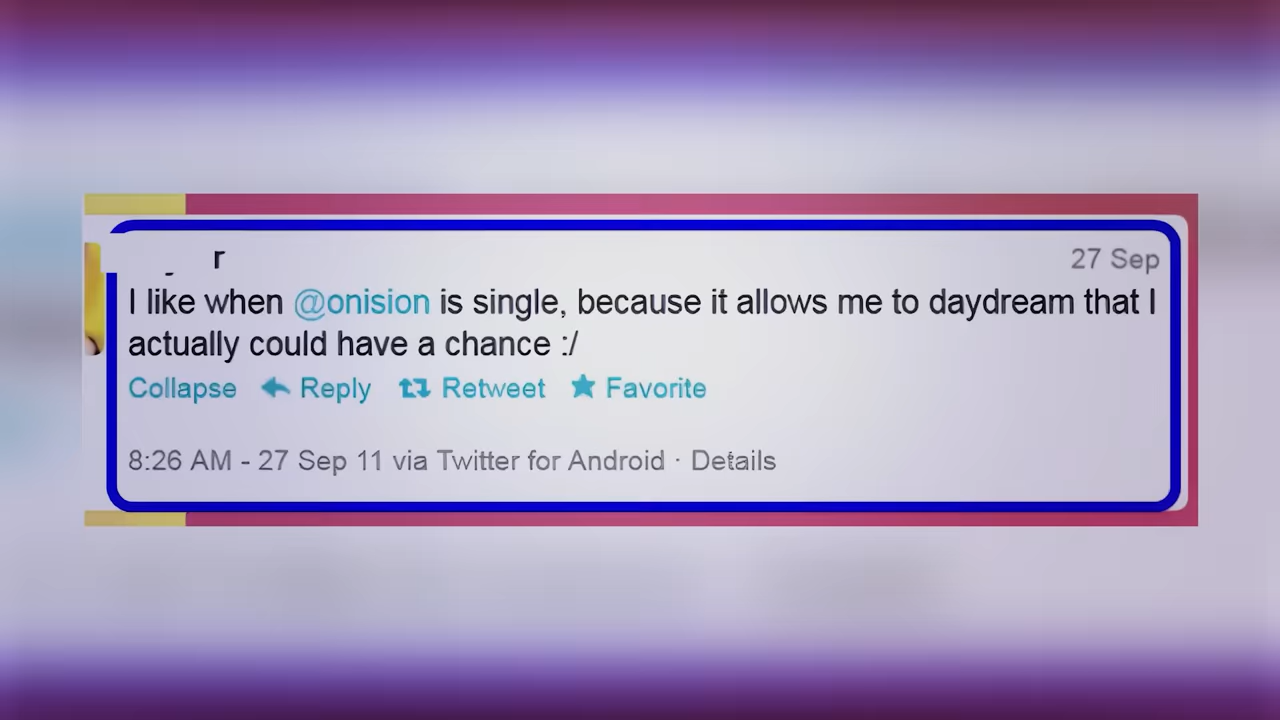 27 Sep
I like when @onision is single, because it allows me to daydream that I
actually could have a chance :/
Collapse Reply Retweet Favorite
8:26 AM - 27 Sep 11 via Twitter for Android · Details